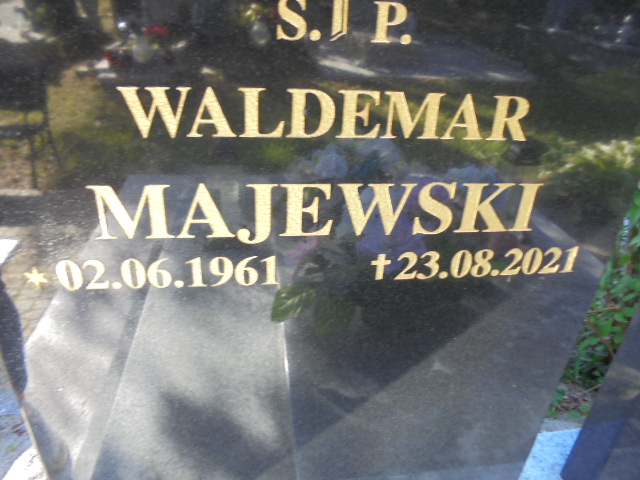 Ś. P.
WALDEMAR
MAJEWSKI
*02.06.1961 †23.08.2021